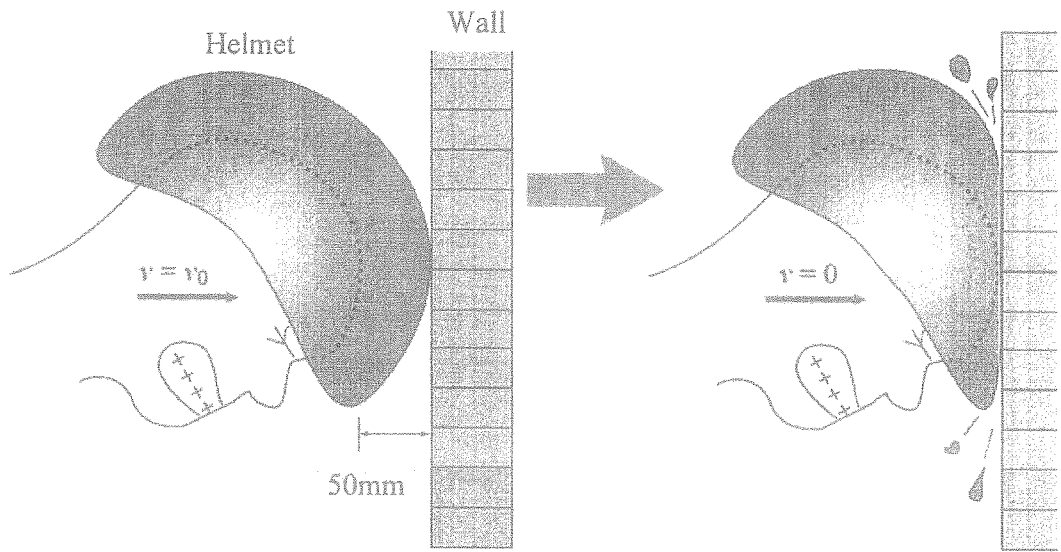 Wall
Helmet
v = v₀
v = 0
50mm